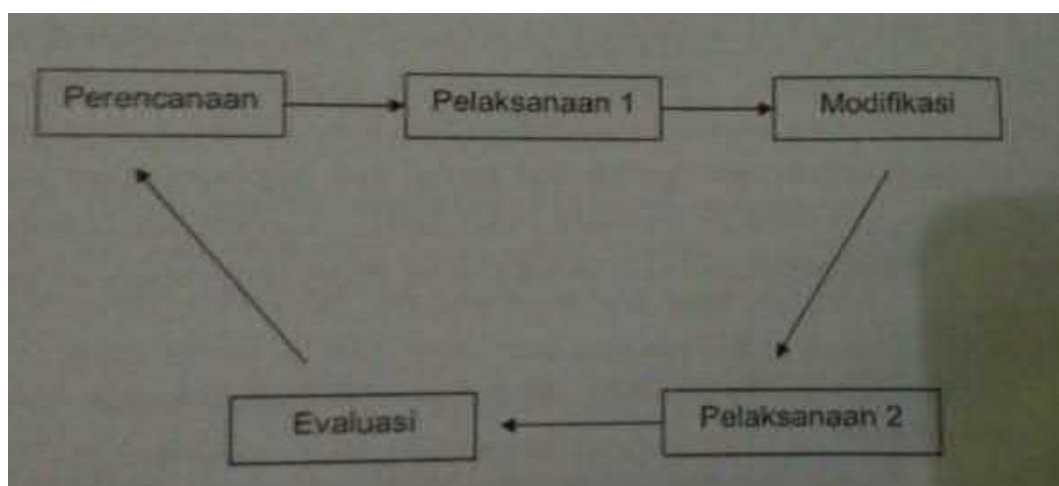 Perencanaan
Pelaksanaan 1
Modifikasi
Evaluasi
Pelaksanaan 2